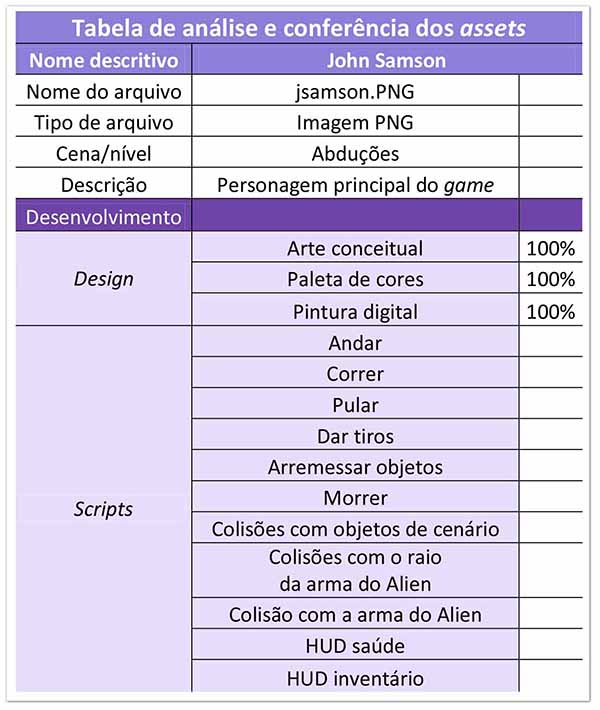 Tabela de análise e conferência dos assets
Nome descritivo John Samson
Nome do arquivo jsamson.PNG
Tipo de arquivo Imagem PNG
Cena/nível Abduções
Descrição Personagem principal do game
Desenvolvimento
Design
Arte conceitual 100%
Paleta de cores 100%
Pintura digital 100%
Scripts
Andar
Correr
Pular
Dar tiros
Arremessar objetos
Morrer
Colisões com objetos de cenário
Colisões com o raio
da arma do Alien
Colisão com a arma do Alien
HUD saúde
HUD inventário